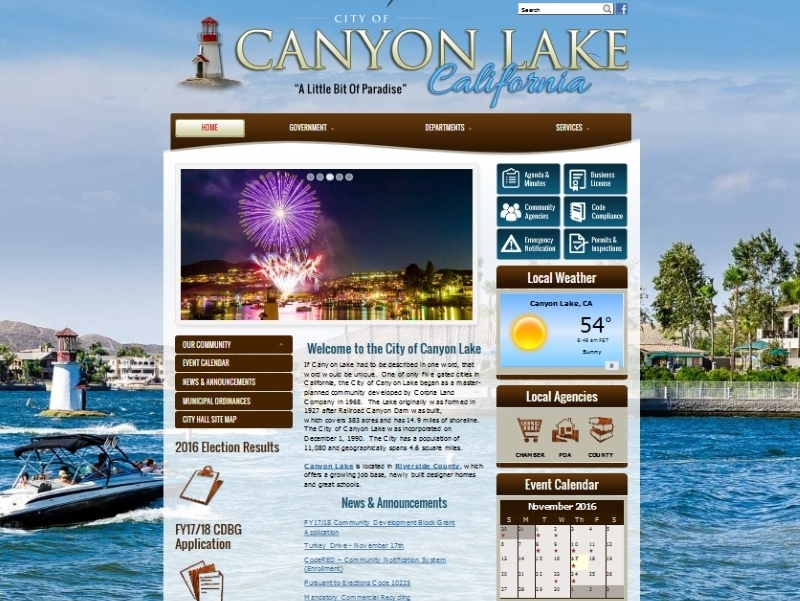 Search
CITY OF
CANYON LAKE
California
"A Little Bit Of Paradise"
HOME
GOVERNMENT
DEPARTMENTS
SERVICES
Agenda &
Minutes
Business
License
Community
Agencies
Code
Compliance
Emergency
Notification
Permits &
Inspections
Local Weather
Canyon Lake, CA
54°
8:48 am PST
Sunny
Local Agencies
CHAMBER
POA
COUNTY
Event Calendar
November 2016
S M T W Th F S
30 31 1 2 3 4 5
6 7 8 9 10 11 12
13 14 15 16 17 18 19
20 21 22 23 24 25 26
27 28 29 30 1 2 3
OUR COMMUNITY
EVENT CALENDAR
NEWS & ANNOUNCEMENTS
MUNICIPAL ORDINANCES
CITY HALL SITE MAP
2016 Election Results
FY17/18 CDBG
Application
Welcome to the City of Canyon Lake
If Canyon Lake had to be described in one word, that
word would be unique. One of only five gated cities in
California, the City of Canyon Lake began as a master-
planned community developed by Corona Land
Company in 1968. The Lake originally was formed in
1927 after Railroad Canyon Dam was built,
which covers 383 acres and has 14.9 miles of shoreline.
The City of Canyon Lake was incorporated on
December 1, 1990. The City has a population of
11,080 and geographically spans 4.6 square miles.
Canyon Lake is located in Riverside County, which
offers a growing job base, newly built designer homes
and great schools.
News & Announcements
FY17/18 Community Development Block Grant
Application
Turkey Drive - November 17th
CodeRED – Community Notification System
(Enrollment)
Pursuant to Elections Code 10223
Mandatory Commercial Recycling